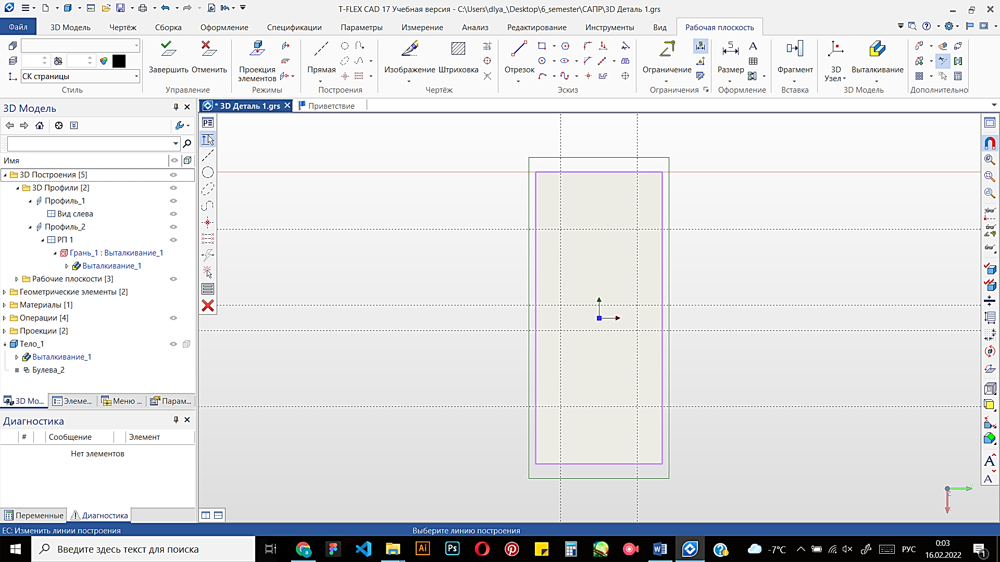 T-FLEX CAD 17 Учебная версия - C:\Users\dlya_\Desktop\6_semester\САПР\3D Деталь 1.grs
Файл
3D Модель
Чертёж
Сборка
Оформление
Спецификации
Параметры
Измерение
Анализ
Редактирование
Инструменты
Вид
Рабочая плоскость
СК страницы
Стиль
Завершить
Отменить
Управление
Проекция
элементов
Режимы
Прямая
Построения
Изображение
Штриховка
Чертёж
Отрезок
Эскиз
Ограничение
Ограничения
Размер
Оформление
Фрагмент
Вставка
3D
Узел
Выталкивание
3D Модель
Дополнительно
3D Модель
* 3D Деталь 1.grs
Приветствие
Имя
3D Построения [5]
3D Профили [2]
Профиль_1
Вид слева
Профиль_2
РП 1
Грань_1 : Выталкивание_1
Выталкивание_1
Рабочие плоскости [3]
Геометрические элементы [2]
Материалы [1]
Операции [4]
Проекции [2]
Тело_1
Выталкивание_1
Булева_2
3D Мо...
Элеме...
Меню ...
Парам...
Диагностика
#
Сообщение
Элемент
Нет элементов
Переменные
Диагностика
ЕС: Изменить линии построения
Выберите линию построения
Введите здесь текст для поиска
-7°C
РУС
0:03
16.02.2022
1